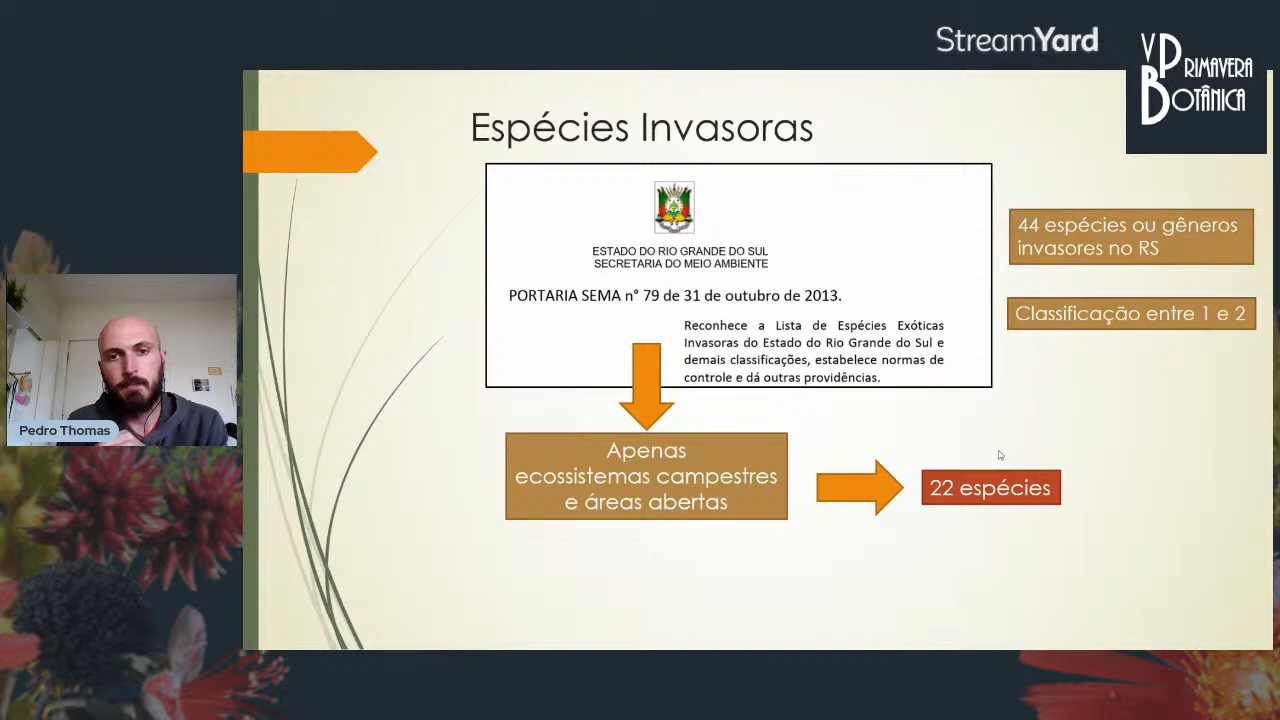 StreamYard
V PRIMAVERA
BOTÂNICA
Espécies Invasoras
ESTADO DO RIO GRANDE DO SUL
SECRETARIA DO MEIO AMBIENTE
PORTARIA SEMA n° 79 de 31 de outubro de 2013.
Reconhece a Lista de Espécies Exóticas
Invasoras do Estado do Rio Grande do Sul e
demais classificações, estabelece normas de
controle e dá outras providências.
44 espécies ou gêneros
invasores no RS
Classificação entre 1 e 2
Apenas
ecossistemas campestres
e áreas abertas
22 espécies
Pedro Thomas